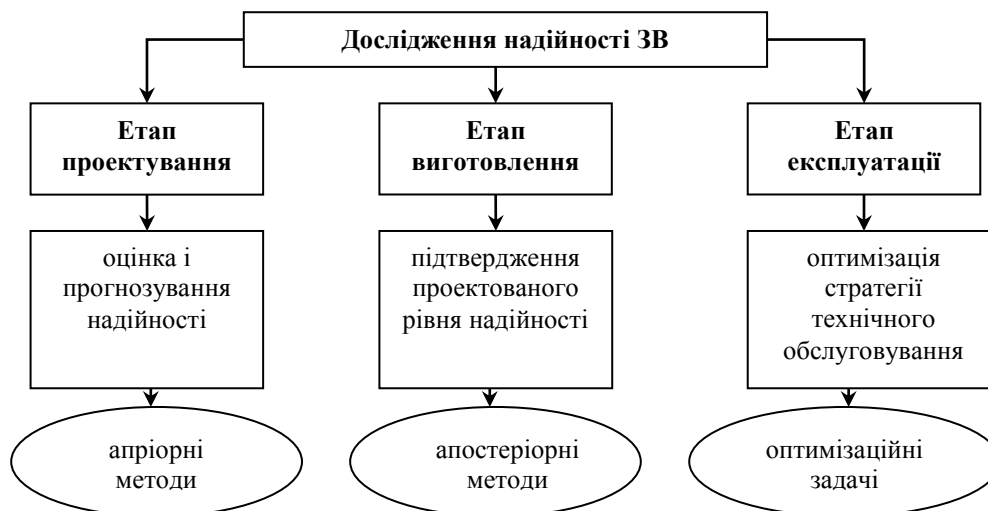 Дослідження надійності ЗВ
Етап
проектування
Етап
виготовлення
Етап
експлуатації
оцінка і
прогнозування
надійності
підтвердження
проектованого
рівня надійності
оптимізація
стратегії
технічного
обслуговування
апріорні
методи
апостеріорні
методи
оптимізаційні
задачі